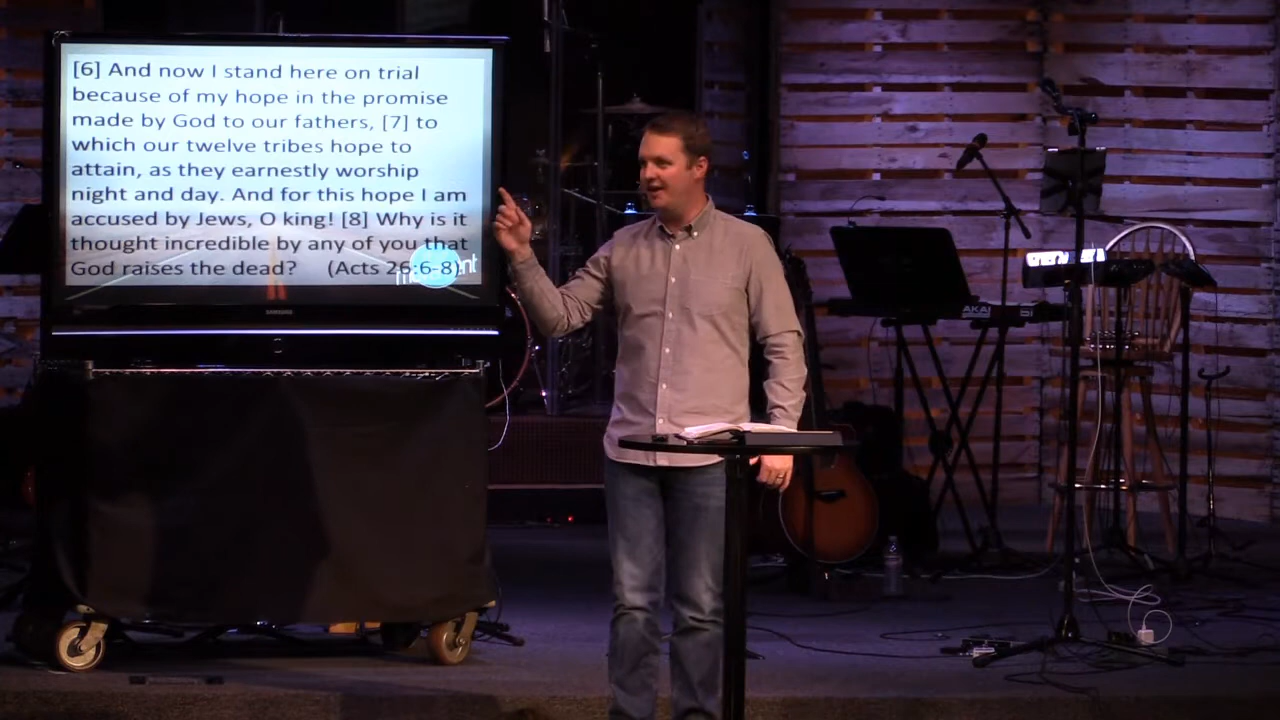 [6] And now I stand here on trial
because of my hope in the promise
made by God to our fathers, [7] to
which our twelve tribes hope to
attain, as they earnestly worship
night and day. And for this hope I am
accused by Jews, O king! [8] Why is it
thought incredible by any of you that
God raises the dead? (Acts 26:6-8)
SAMSUNG
AKAI